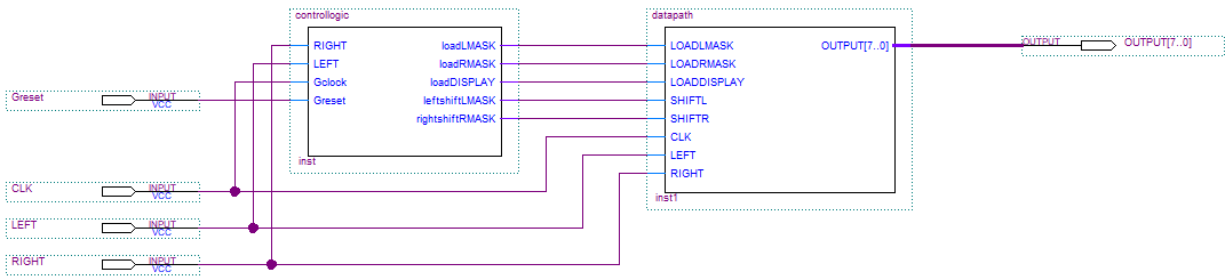 controllogic
RIGHT
LEFT
Golock
Greset
loadLMASK
loadRMASK
loadDISPLAY
leftshiftLMASK
rightshiftRMASK
inst
datapath
LOADLMASK
LOADRMASK
LOADDISPLAY
SHIFTL
SHIFTR
CLK
LEFT
RIGHT
OUTPUT[7..0]
inst1
OUTPUT
OUTPUT[7..0]
Greset
INPUT
VCC
CLK
INPUT
VCC
LEFT
INPUT
VCC
RIGHT
INPUT
VCC